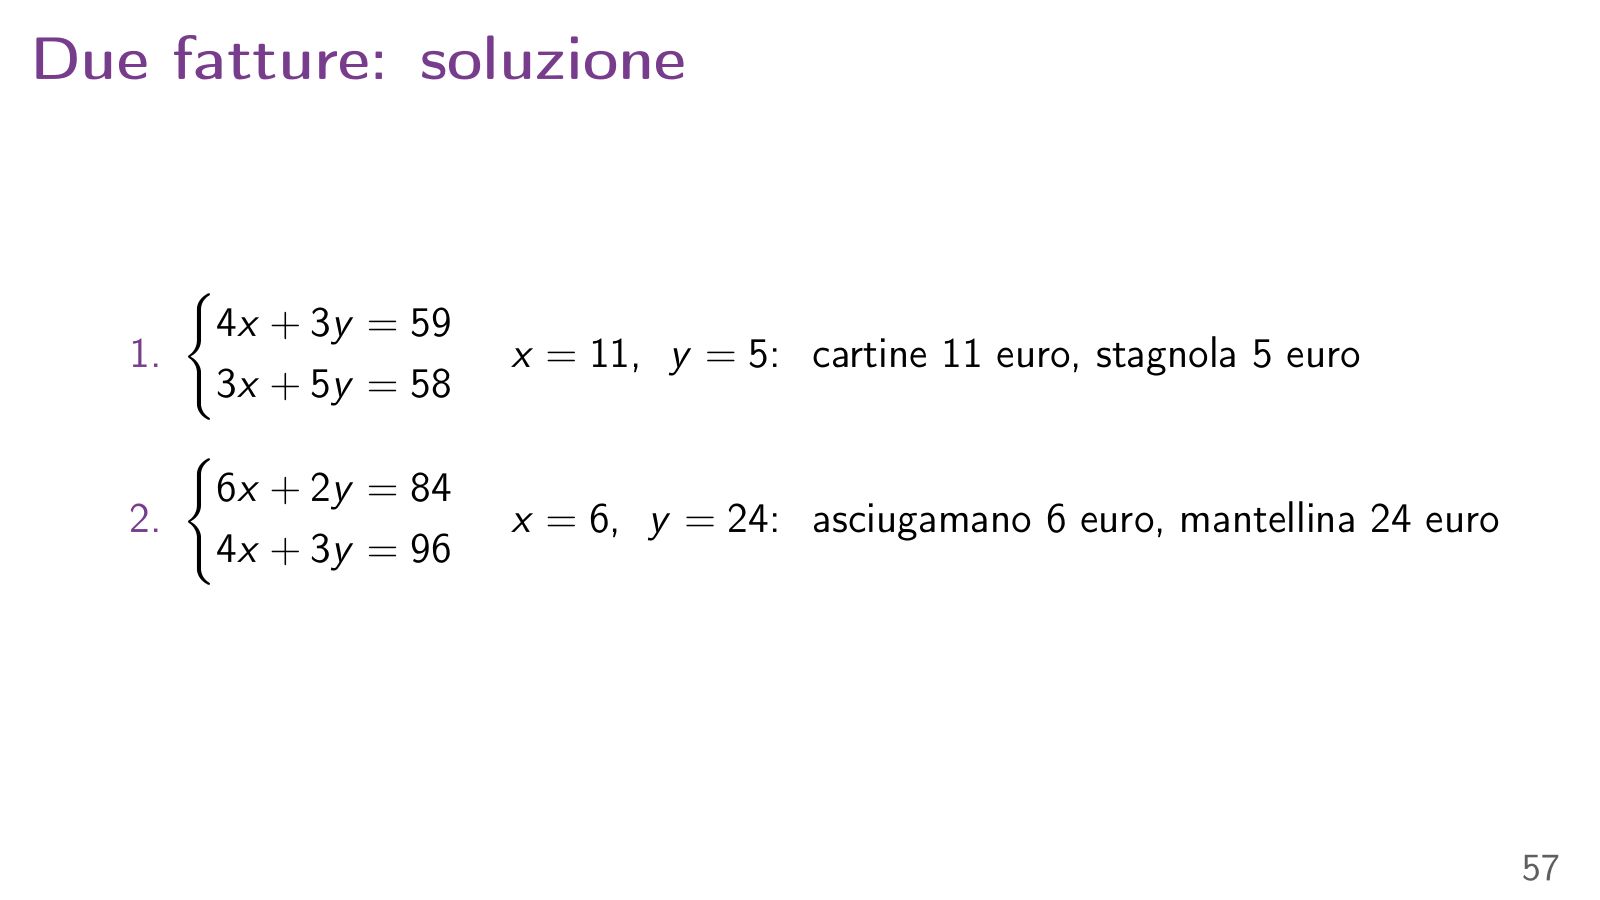 Due fatture: soluzione
1. { 4x + 3y = 59
3x + 5y = 58
x = 11, y = 5: cartine 11 euro, stagnola 5 euro
2. { 6x + 2y = 84
4x + 3y = 96
x = 6, y = 24: asciugamano 6 euro, mantellina 24 euro
57